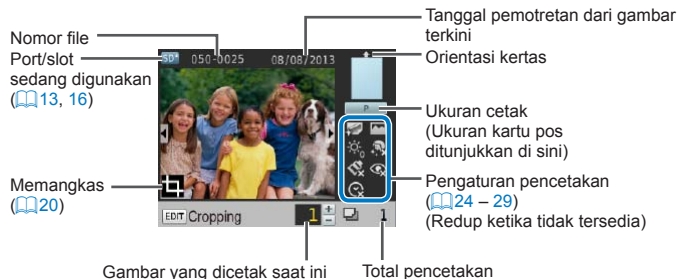 Nomor file
Port/slot
sedang digunakan
(13, 16)
Memangkas
(20)
Tanggal pemotretan dari gambar
terkini
Orientasi kertas
Ukuran cetak
(Ukuran kartu pos
ditunjukkan di sini)
Pengaturan pencetakan
(24 – 29)
(Redup ketika tidak tersedia)
050-0025 08/08/2013
P
EDIT Cropping 1 1
Gambar yang dicetak saat ini
Total pencetakan